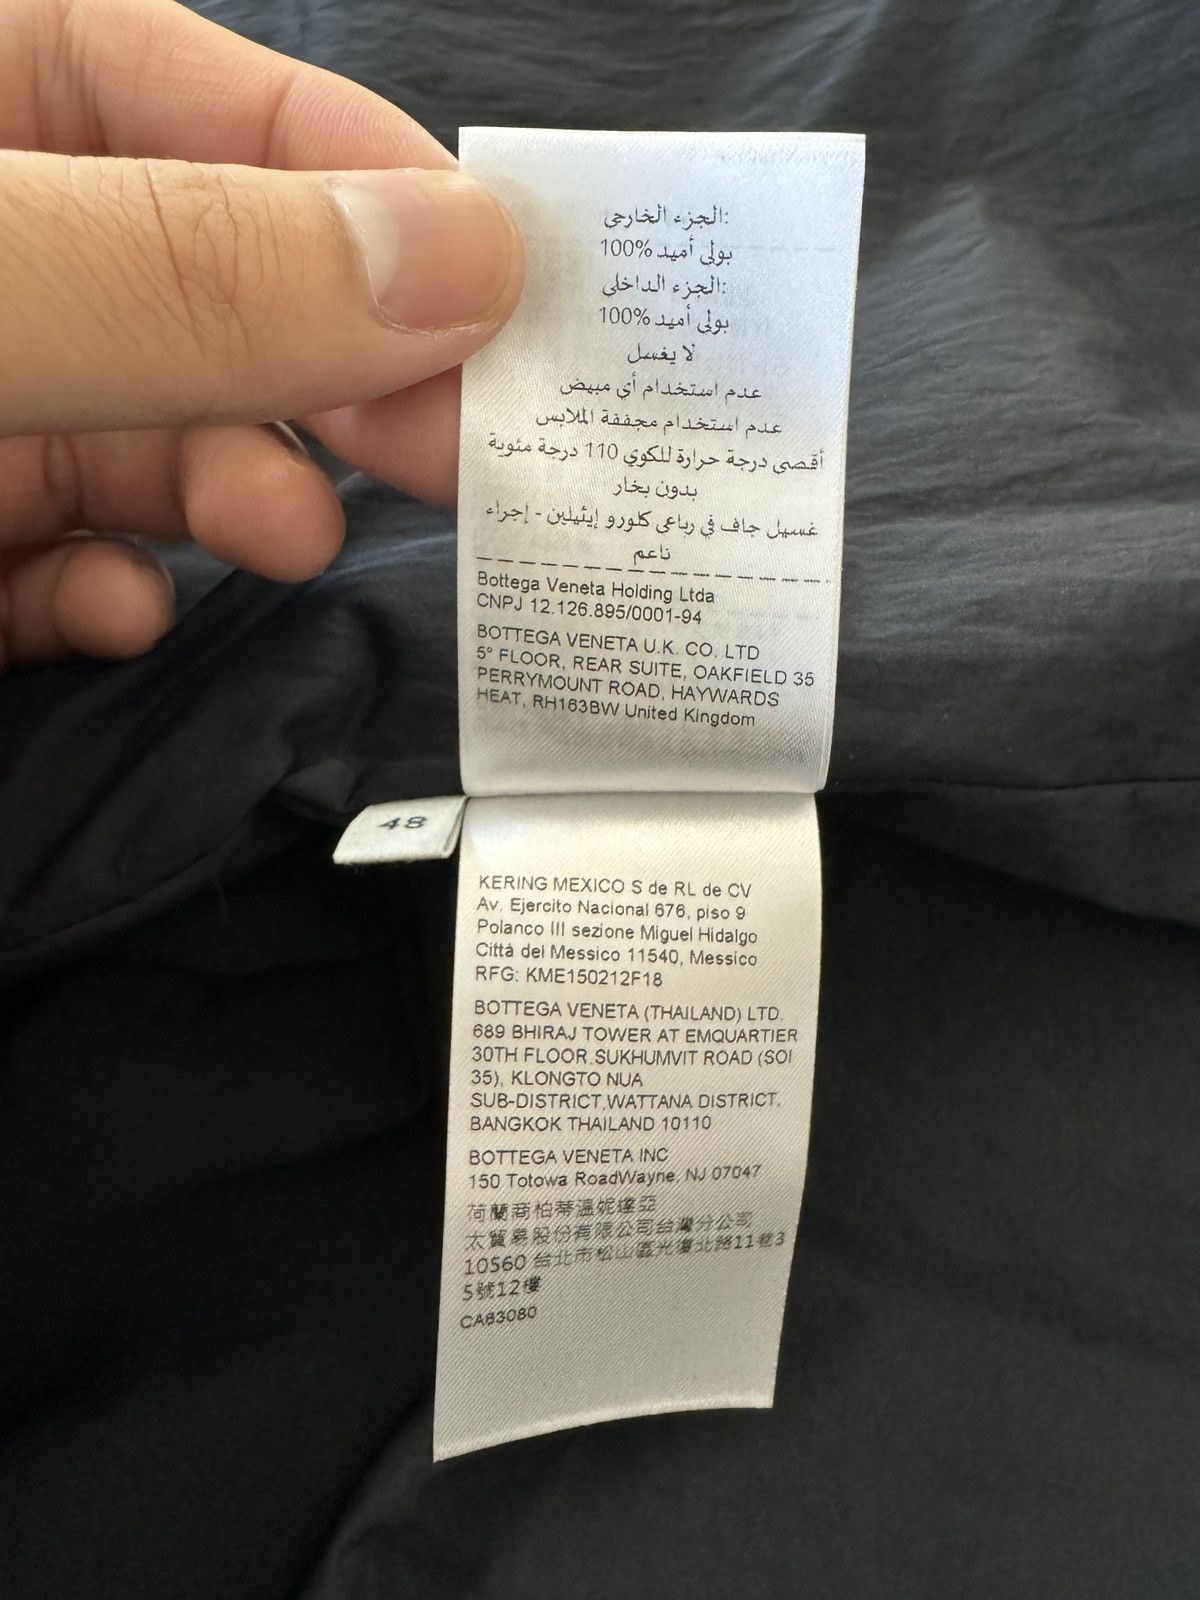 الجزء الخارجي:
بولي أميد %100
الجزء الداخلي:
بولي أميد %100
لا يغسل
عدم استخدام أي مبيض
عدم استخدام مجففة الملابس
أقصى درجة حرارة للكوي 110 درجة مئوية
بدون بخار
غسيل جاف في رباعي كلورو إيثيلين - إجراء
ناعم
Bottega Veneta Holding Ltda
CNPJ 12.126.895/0001-94
BOTTEGA VENETA U.K. CO. LTD
5° FLOOR, REAR SUITE, OAKFIELD 35
PERRYMOUNT ROAD, HAYWARDS
HEAT, RH163BW United Kingdom
48
KERING MEXICO S de RL de CV
Av. Ejercito Nacional 676, piso 9
Polanco III sezione Miguel Hidalgo
Città del Messico 11540, Messico
RFG: KME150212F18
BOTTEGA VENETA (THAILAND) LTD.
689 BHIRAJ TOWER AT EMQUARTIER
30TH FLOOR SUKHUMVIT ROAD (SOI
35), KLONGTO NUA
SUB-DISTRICT,WATTANA DISTRICT,
BANGKOK THAILAND 10110
BOTTEGA VENETA INC
150 Totowa RoadWayne, NJ 07047
荷蘭商柏蒂溫妮達亞
太貿易股份有限公司台灣分公司
10560 台北市松山區光復北路11巷3
5號12樓
CA63080